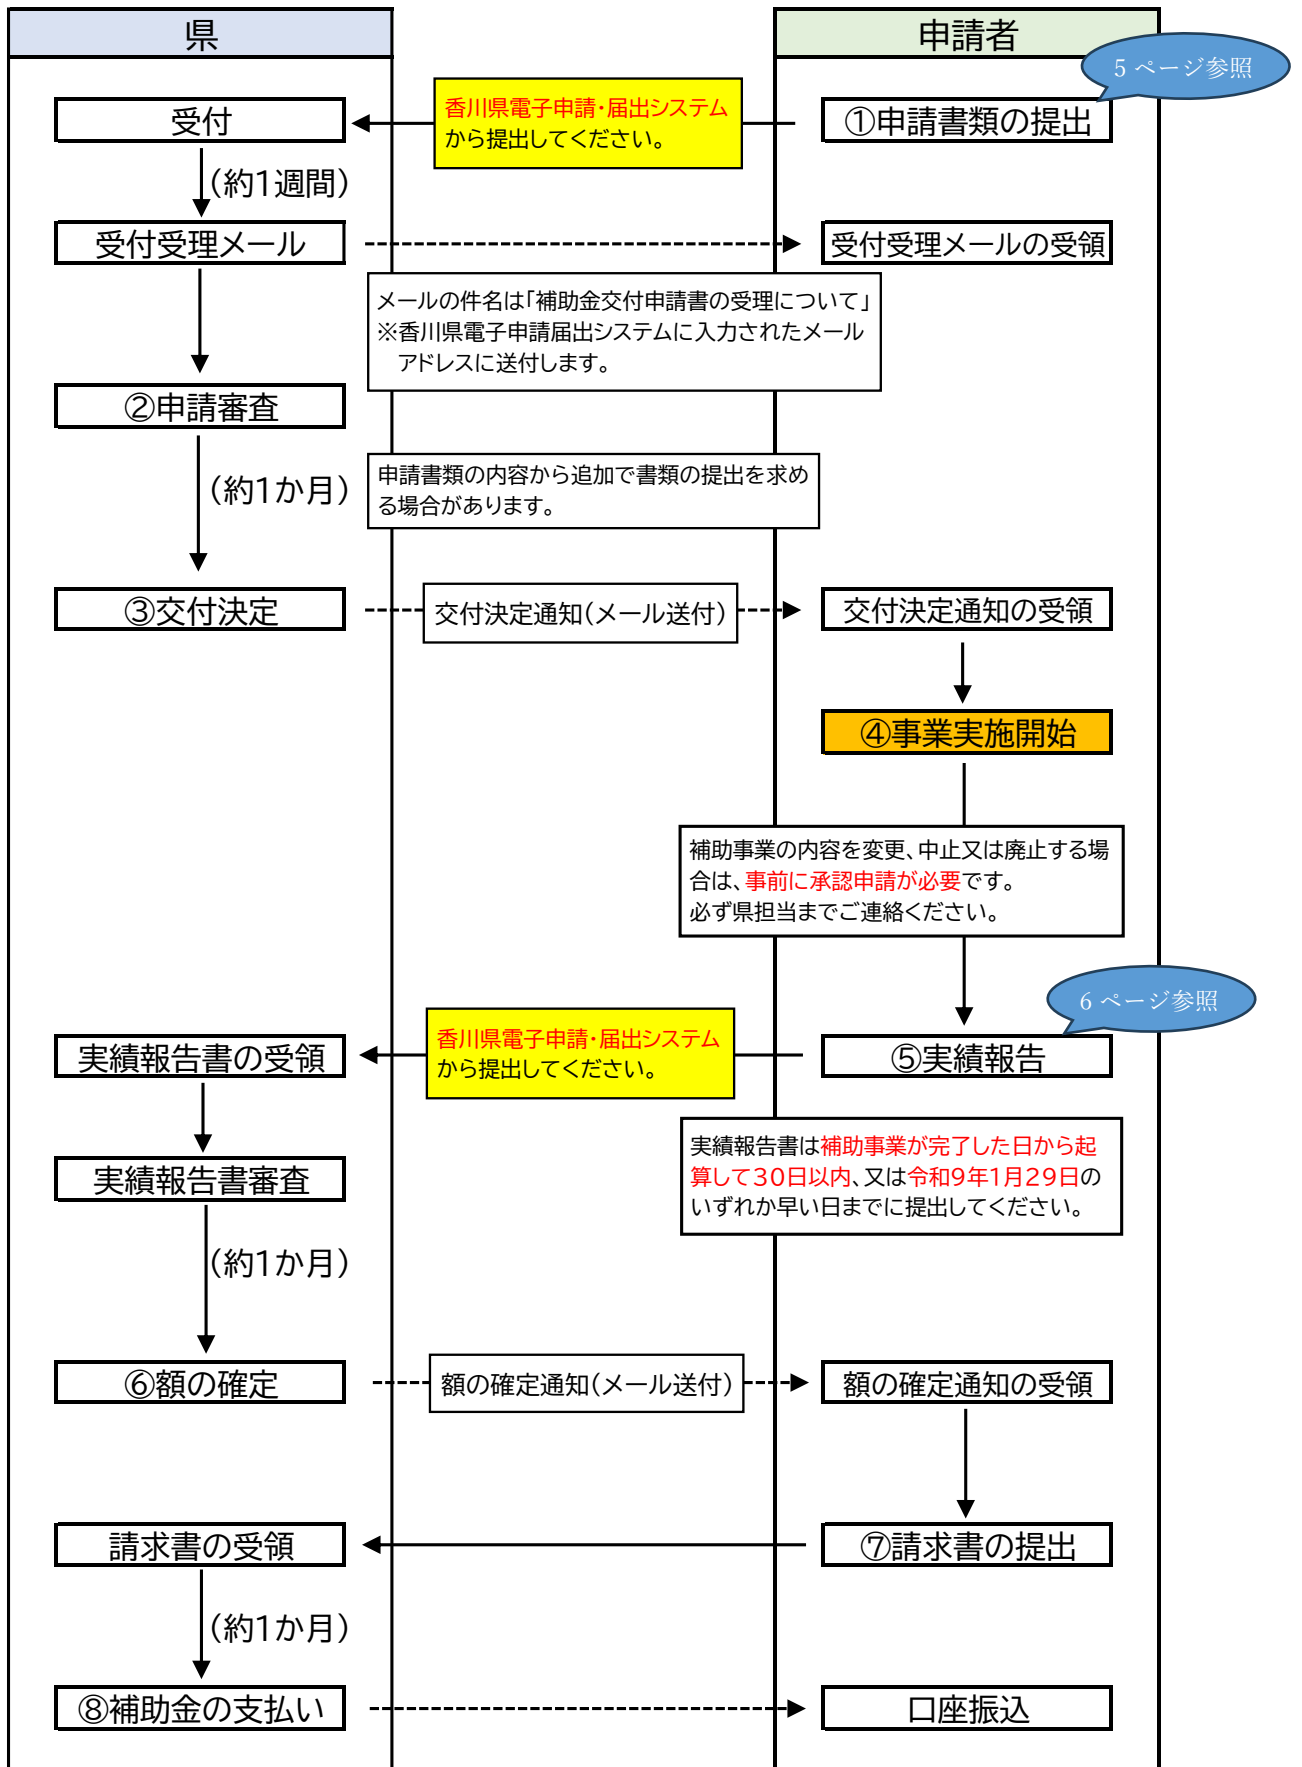 県
申請者
5 ページ参照
受付
香川県電子申請・届出システム
から提出してください。
①申請書類の提出
（約1週間）
受付受理メール
受付受理メールの受領
メールの件名は「補助金交付申請書の受理について」
※香川県電子申請届出システムに入力されたメール
アドレスに送付します。
②申請審査
（約1か月）
申請書類の内容から追加で書類の提出を求め
る場合があります。
③交付決定
交付決定通知（メール送付）
交付決定通知の受領
④事業実施開始
補助事業の内容を変更、中止又は廃止する場
合は、事前に承認申請が必要です。
必ず県担当までご連絡ください。
6 ページ参照
実績報告書の受領
香川県電子申請・届出システム
から提出してください。
⑤実績報告
実績報告書は補助事業が完了した日から起
算して30日以内、又は令和9年1月29日の
いずれか早い日までに提出してください。
実績報告書審査
（約1か月）
⑥額の確定
額の確定通知（メール送付）
額の確定通知の受領
請求書の受領
⑦請求書の提出
（約1か月）
⑧補助金の支払い
口座振込